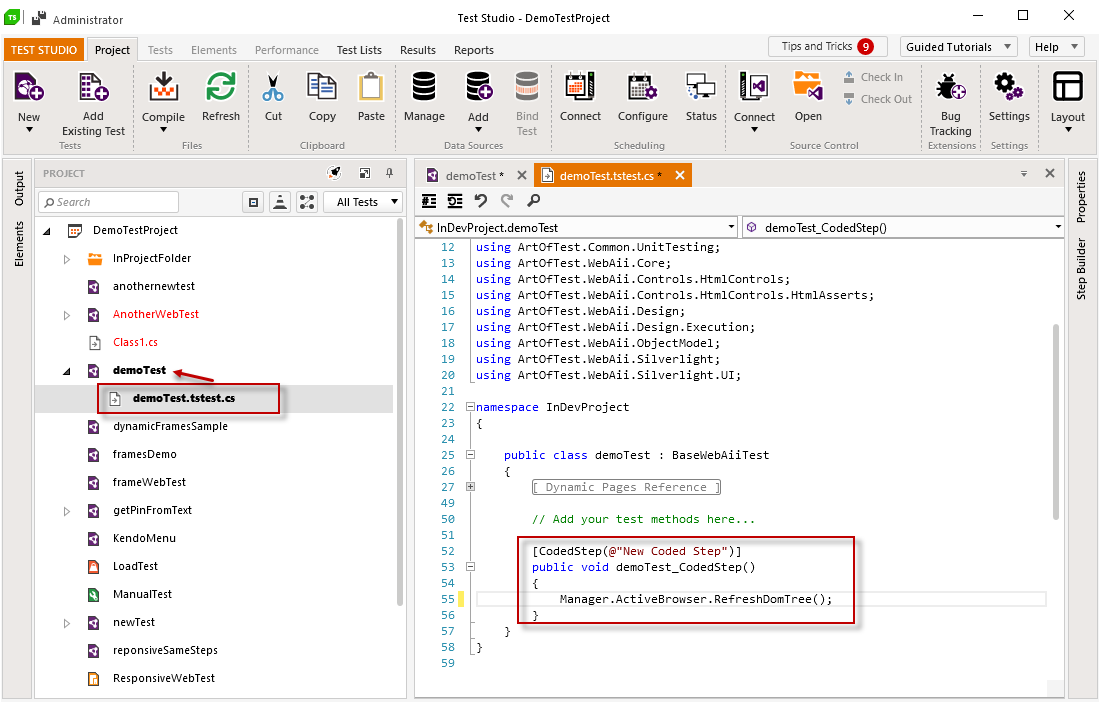 TS
Administrator
Test Studio - DemoTestProject
TEST STUDIO
Project
Tests
Elements
Performance
Test Lists
Results
Reports
Tips and Tricks 9
Guided Tutorials
Help
New
Add
Existing Test
Compile
Refresh
Cut
Copy
Paste
Manage
Add
Bind
Test
Connect
Configure
Status
Connect
Open
Check In
Check Out
Bug
Tracking
Settings
Layout
Tests
Files
Clipboard
Data Sources
Scheduling
Source Control
Extensions
Settings
Output
Elements
PROJECT
Search
All Tests
DemoTestProject
InProjectFolder
anothernewtest
AnotherWebTest
Class1.cs
demoTest
demoTest.tstest.cs
dynamicFramesSample
framesDemo
frameWebTest
getPinFromText
KendoMenu
LoadTest
ManualTest
newTest
reponsiveSameSteps
ResponsiveWebTest
demoTest *
demoTest.tstest.cs *
InDevProject.demoTest
demoTest_CodedStep()
12 using ArtOfTest.Common.UnitTesting;
13 using ArtOfTest.WebAii.Core;
14 using ArtOfTest.WebAii.Controls.HtmlControls;
15 using ArtOfTest.WebAii.Controls.HtmlControls.HtmlAsserts;
16 using ArtOfTest.WebAii.Design;
17 using ArtOfTest.WebAii.Design.Execution;
18 using ArtOfTest.WebAii.ObjectModel;
19 using ArtOfTest.WebAii.Silverlight;
20 using ArtOfTest.WebAii.Silverlight.UI;
21
22 namespace InDevProject
23 {
24
25 public class demoTest : BaseWebAiiTest
26 {
27 [ Dynamic Pages Reference ]
49
50 // Add your test methods here...
51
52 [CodedStep(@"New Coded Step")]
53 public void demoTest_CodedStep()
54 {
55 Manager.ActiveBrowser.RefreshDomTree();
56 }
57 }
58 }
59
Properties
Step Builder